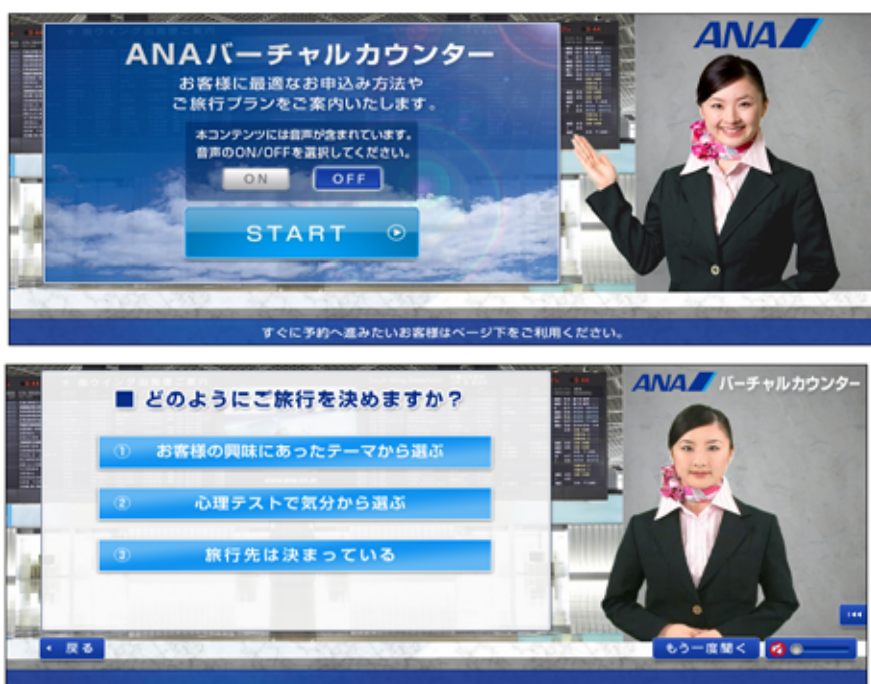 ANA
ANAバーチャルカウンター
お客様に最適なお申込み方法や
ご旅行プランをご案内いたします。
本コンテンツには音声が含まれています。
音声のON/OFFを選択してください。
ON
OFF
START
すぐに予約へ進みたいお客様はページ下をご利用ください。
ANA バーチャルカウンター
■ どのようにご旅行を決めますか？
① お客様の興味にあったテーマから選ぶ
② 心理テストで気分から選ぶ
③ 旅行先は決まっている
戻る
もう一度聞く